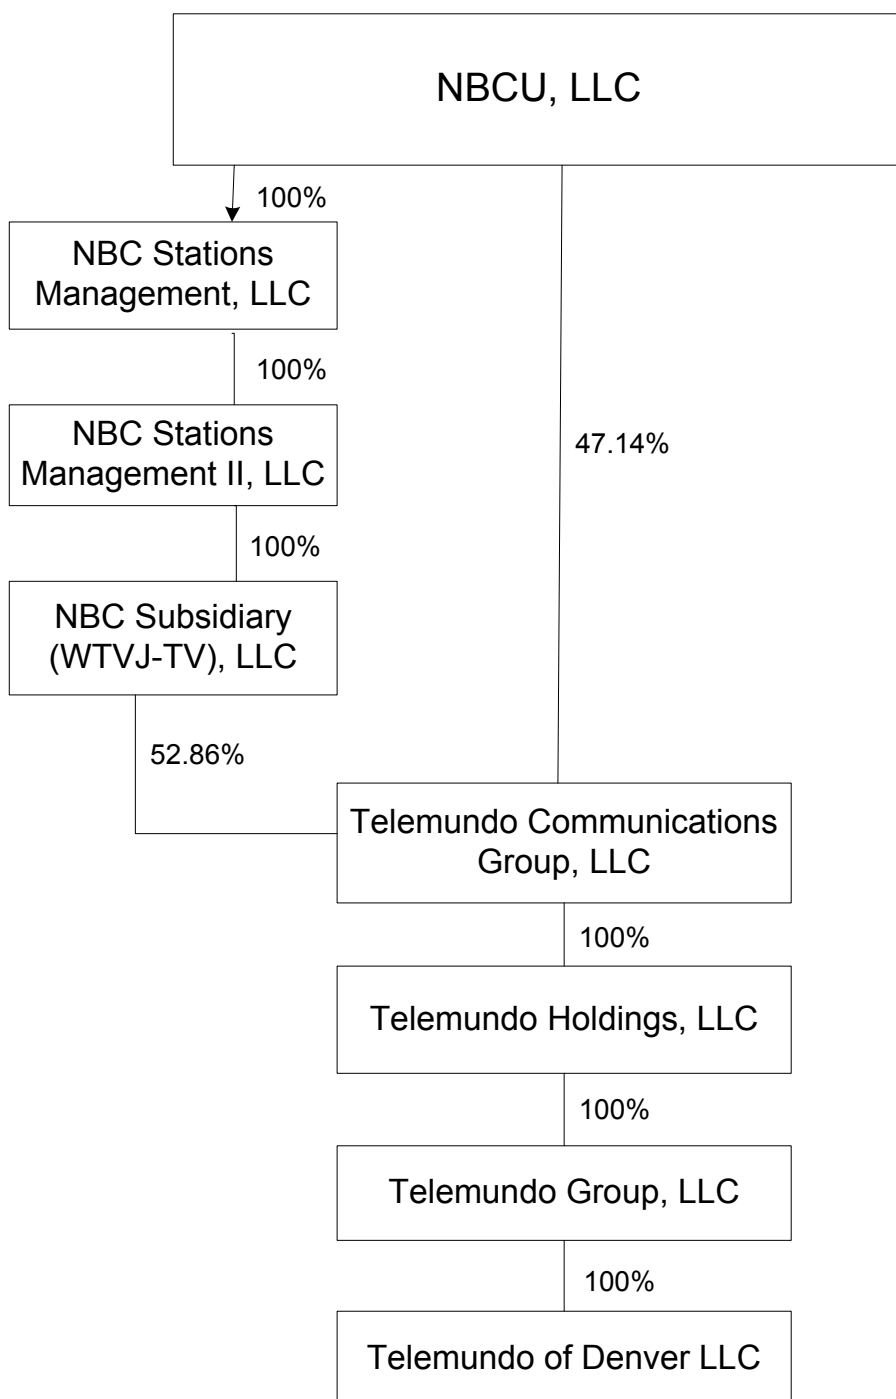 NBCU, LLC
100%
NBC Stations
Management, LLC
100%
NBC Stations
Management II, LLC
47.14%
100%
NBC Subsidiary
(WTVJ-TV), LLC
52.86%
Telemundo Communications
Group, LLC
100%
Telemundo Holdings, LLC
100%
Telemundo Group, LLC
100%
Telemundo of Denver LLC